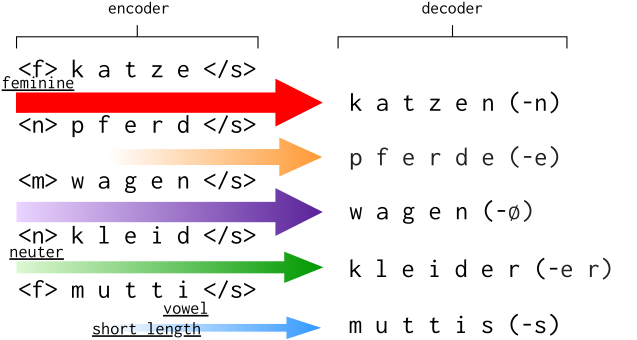 encoder
decoder
<f> k a t z e </s>
feminine
k a t z e n (-n)
<n> p f e r d </s>
p f e r d e (-e)
<m> w a g e n </s>
w a g e n (-ø)
<n> k l e i d </s>
neuter
k l e i d e r (-e r)
<f> m u t t i </s>
vowel
short length
m u t t i s (-s)